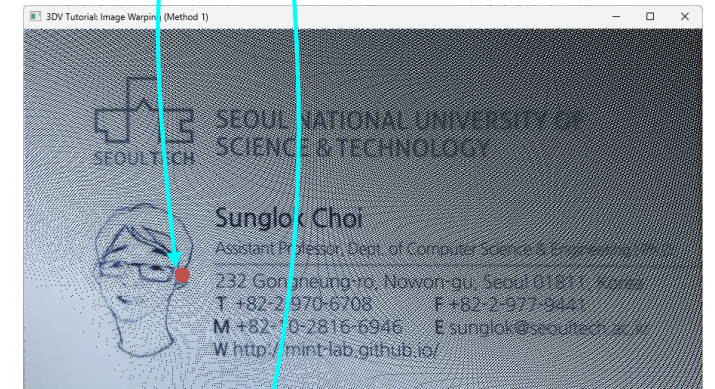 3DV Tutorial: Image Warping (Method 1)
SEOULTECH
SEOUL NATIONAL UNIVERSITY OF
SCIENCE & TECHNOLOGY
Sunglok Choi
Assistant Professor, Dept. of Computer Science & Engineering
232 Gongneung-ro, Nowon-gu, Seoul 01811, Korea
T +82-2-970-6708 F +82-2-977-9441
M +82-10-2816-6946 E sunglok@seoultech.ac.kr
W http://mint-lab.github.io/